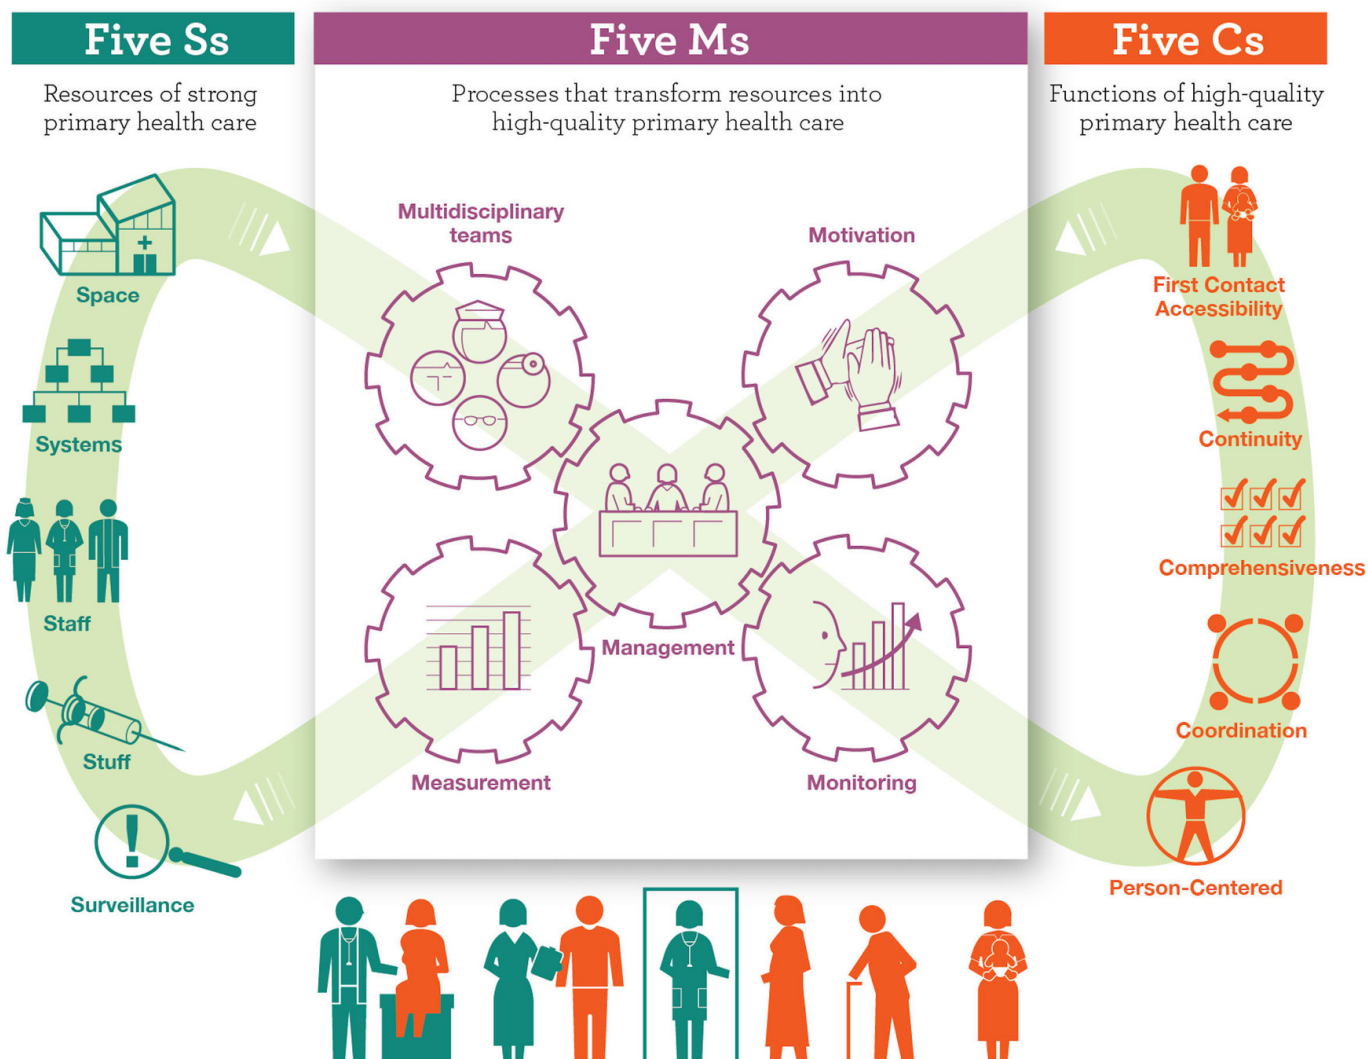 Five Ss
Resources of strong
primary health care
Space
Systems
Staff
Stuff
Surveillance
Five Ms
Processes that transform resources into
high-quality primary health care
Multidisciplinary
teams
Motivation
Management
Measurement
Monitoring
Five Cs
Functions of high-quality
primary health care
First Contact
Accessibility
Continuity
Comprehensiveness
Coordination
Person-Centered